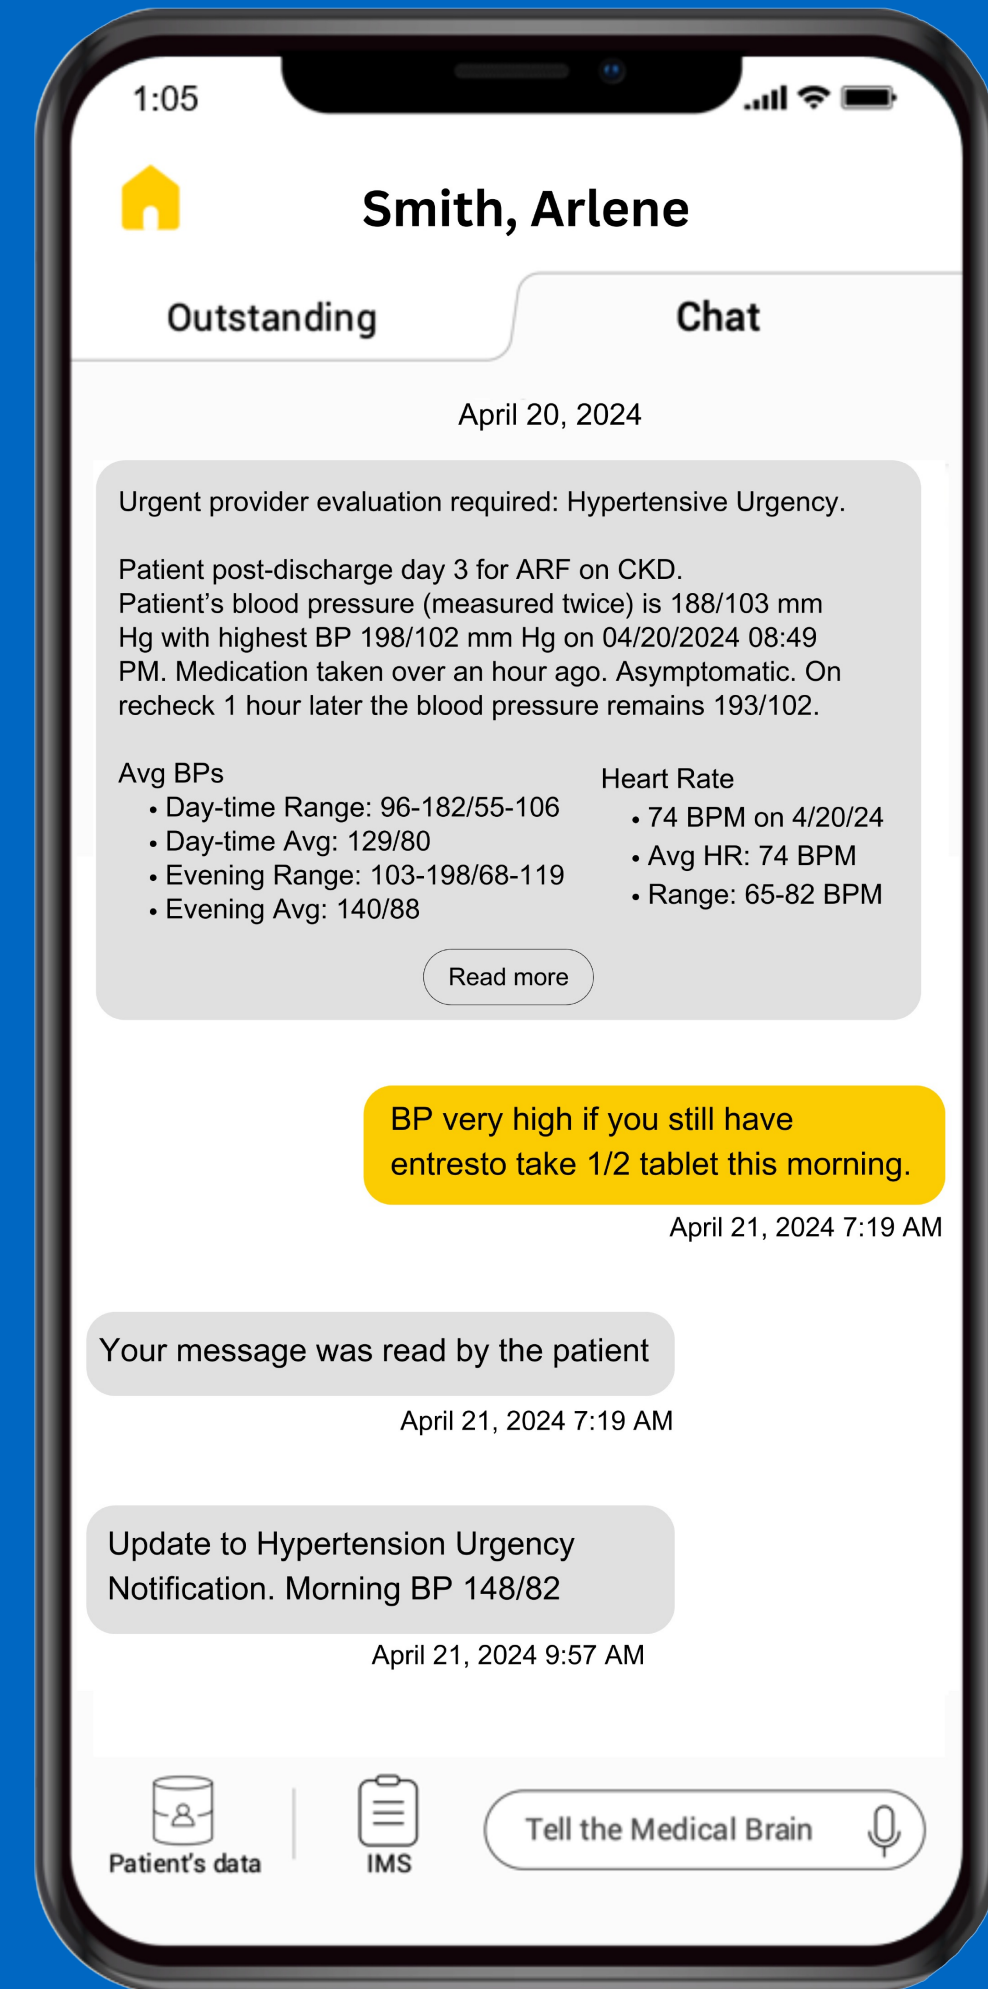 1:05
Smith, Arlene
Outstanding
Chat
April 20, 2024
Urgent provider evaluation required: Hypertensive Urgency.
Patient post-discharge day 3 for ARF on CKD.
Patient's blood pressure (measured twice) is 188/103 mm
Hg with highest BP 198/102 mm Hg on 04/20/2024 08:49
PM. Medication taken over an hour ago. Asymptomatic. On
recheck 1 hour later the blood pressure remains 193/102.
Avg BPs
• Day-time Range: 96-182/55-106
• Day-time Avg: 129/80
• Evening Range: 103-198/68-119
• Evening Avg: 140/88
Heart Rate
• 74 BPM on 4/20/24
• Avg HR: 74 BPM
• Range: 65-82 BPM
Read more
BP very high if you still have
entresto take 1/2 tablet this morning.
April 21, 2024 7:19 AM
Your message was read by the patient
April 21, 2024 7:19 AM
Update to Hypertension Urgency
Notification. Morning BP 148/82
April 21, 2024 9:57 AM
Patient's data
IMS
Tell the Medical Brain